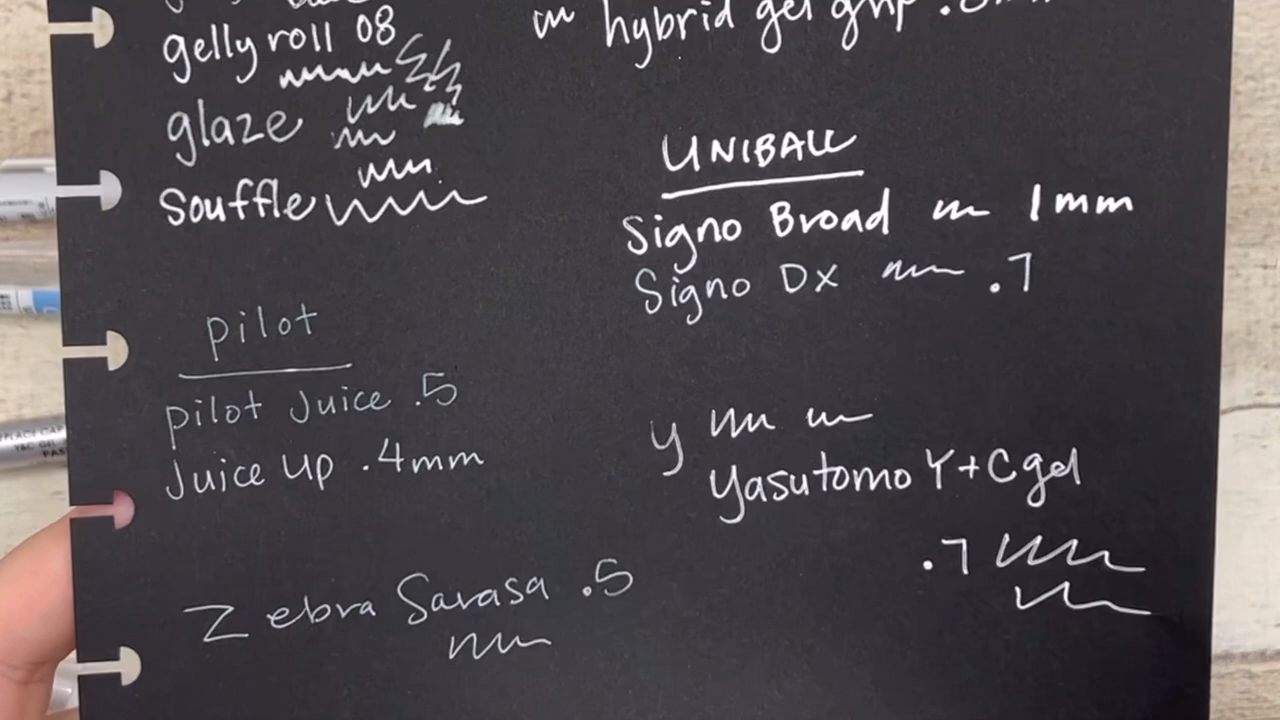 gelly roll 08
glaze
Souffle
pilot
pilot Juice .5
Juice Up .4mm
Zebra Sarasa .5
hybrid gel grip
UNIBALL
Signo Broad 1mm
Signo DX .7
y
Yasutomo Y+C gel
.7